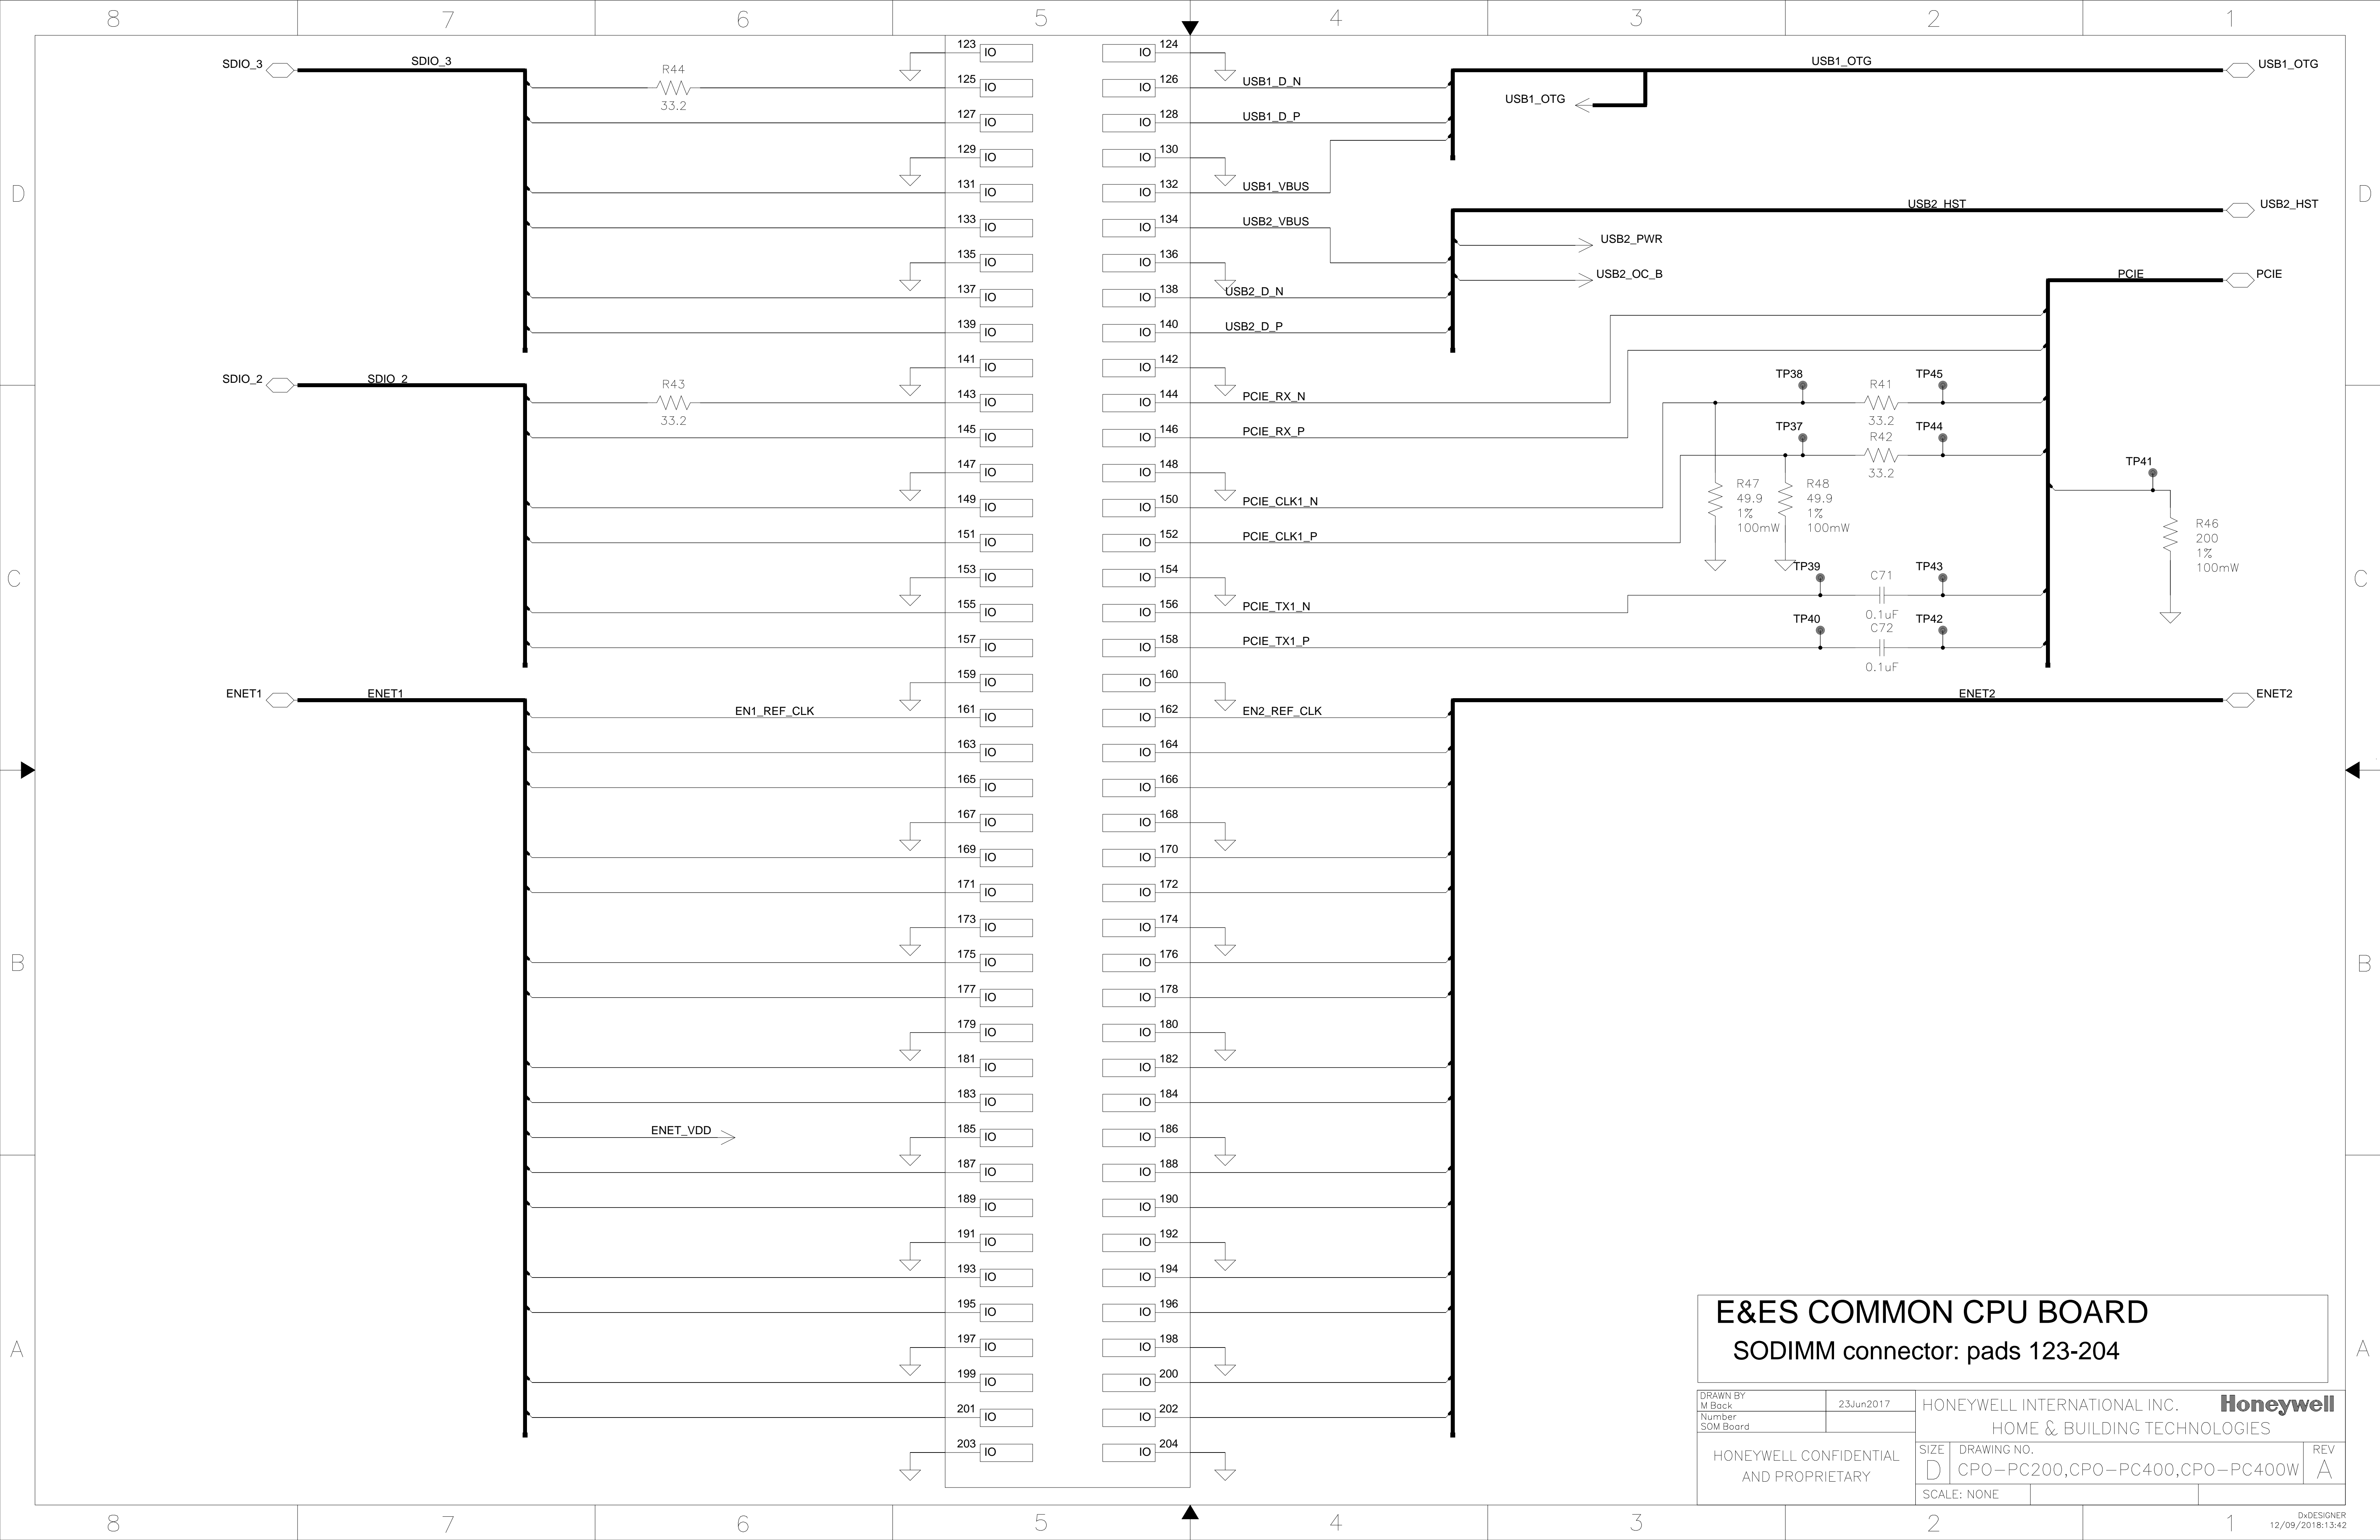 8 7 6 5 4 3 2 1
D
C
B
A
D
C
B
A
SDIO_3 SDIO_3
R44
33.2
SDIO_2 SDIO_2
R43
33.2
ENET1 ENET1
EN1_REF_CLK
ENET_VDD
123 IO IO 124
125 IO IO 126 USB1_D_N
127 IO IO 128 USB1_D_P
129 IO IO 130
131 IO IO 132 USB1_VBUS
133 IO IO 134 USB2_VBUS
135 IO IO 136
137 IO IO 138 USB2_D_N
139 IO IO 140 USB2_D_P
141 IO IO 142
143 IO IO 144 PCIE_RX_N
145 IO IO 146 PCIE_RX_P
147 IO IO 148
149 IO IO 150 PCIE_CLK1_N
151 IO IO 152 PCIE_CLK1_P
153 IO IO 154
155 IO IO 156 PCIE_TX1_N
157 IO IO 158 PCIE_TX1_P
159 IO IO 160
161 IO IO 162 EN2_REF_CLK
163 IO IO 164
165 IO IO 166
167 IO IO 168
169 IO IO 170
171 IO IO 172
173 IO IO 174
175 IO IO 176
177 IO IO 178
179 IO IO 180
181 IO IO 182
183 IO IO 184
185 IO IO 186
187 IO IO 188
189 IO IO 190
191 IO IO 192
193 IO IO 194
195 IO IO 196
197 IO IO 198
199 IO IO 200
201 IO IO 202
203 IO IO 204
USB1_OTG USB1_OTG
USB1_OTG
USB2_HST USB2_HST
USB2_PWR
USB2_OC_B
PCIE PCIE
TP38 R41 TP45
33.2
TP37 R42 TP44
33.2
R47
49.9
1%
100mW
R48
49.9
1%
100mW
TP41
R46
200
1%
100mW
TP39 C71 TP43
0.1uF
TP40 C72 TP42
0.1uF
ENET2 ENET2
E&ES COMMON CPU BOARD
SODIMM connector: pads 123-204
DRAWN BY
M Back
23Jun2017
Number
SOM Board
HONEYWELL CONFIDENTIAL
AND PROPRIETARY
HONEYWELL INTERNATIONAL INC. Honeywell
HOME & BUILDING TECHNOLOGIES
SIZE DRAWING NO. REV
D CPO-PC200,CPO-PC400,CPO-PC400W A
SCALE: NONE
8 7 6 5 4 3 2 1
DxDESIGNER
12/09/2018:13:42